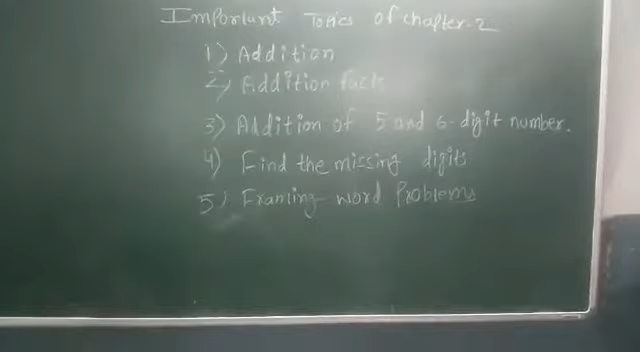 Important Topics of chapter-2
1) Addition
2) Addition facts
3) Addition of 5 and 6-digit number.
4) Find the missing digits
5) Framing word Problems